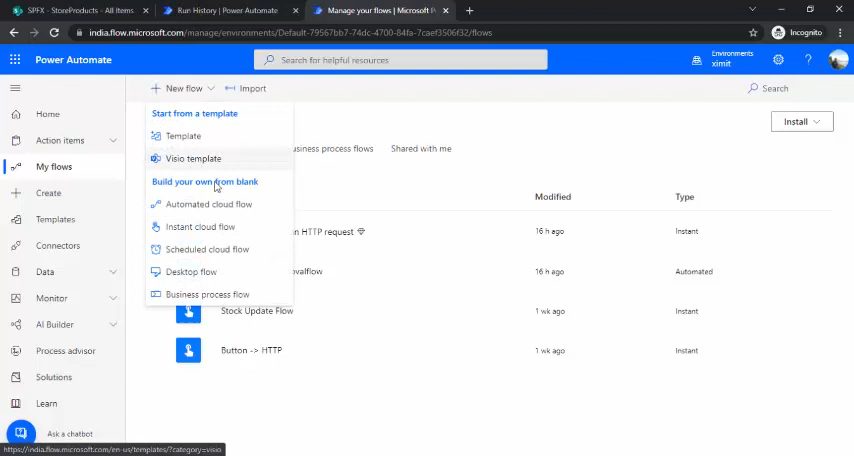 SPFX - StoreProducts - All Items
Run History | Power Automate
Manage your flows | Microsoft P
india.flow.microsoft.com/manage/environments/Default-79567bb7-74dc-4700-84fa-7caef3506f32/flows
Incognito
Power Automate
Search for helpful resources
Environments
ximit
New flow
Import
Search
Start from a template
Template
Visio template
Build your own from blank
Automated cloud flow
Instant cloud flow
Scheduled cloud flow
Desktop flow
Business process flow
Install
usiness process flows
Shared with me
Home
Action items
My flows
Create
Templates
Connectors
Data
Monitor
AI Builder
Process advisor
Solutions
Learn
Ask a chatbot
Modified
Type
n HTTP request
16 h ago
Instant
ovalflow
16 h ago
Automated
Stock Update Flow
1 wk ago
Instant
Button -> HTTP
1 wk ago
Instant
https://india.flow.microsoft.com/en-us/templates/?category=visio